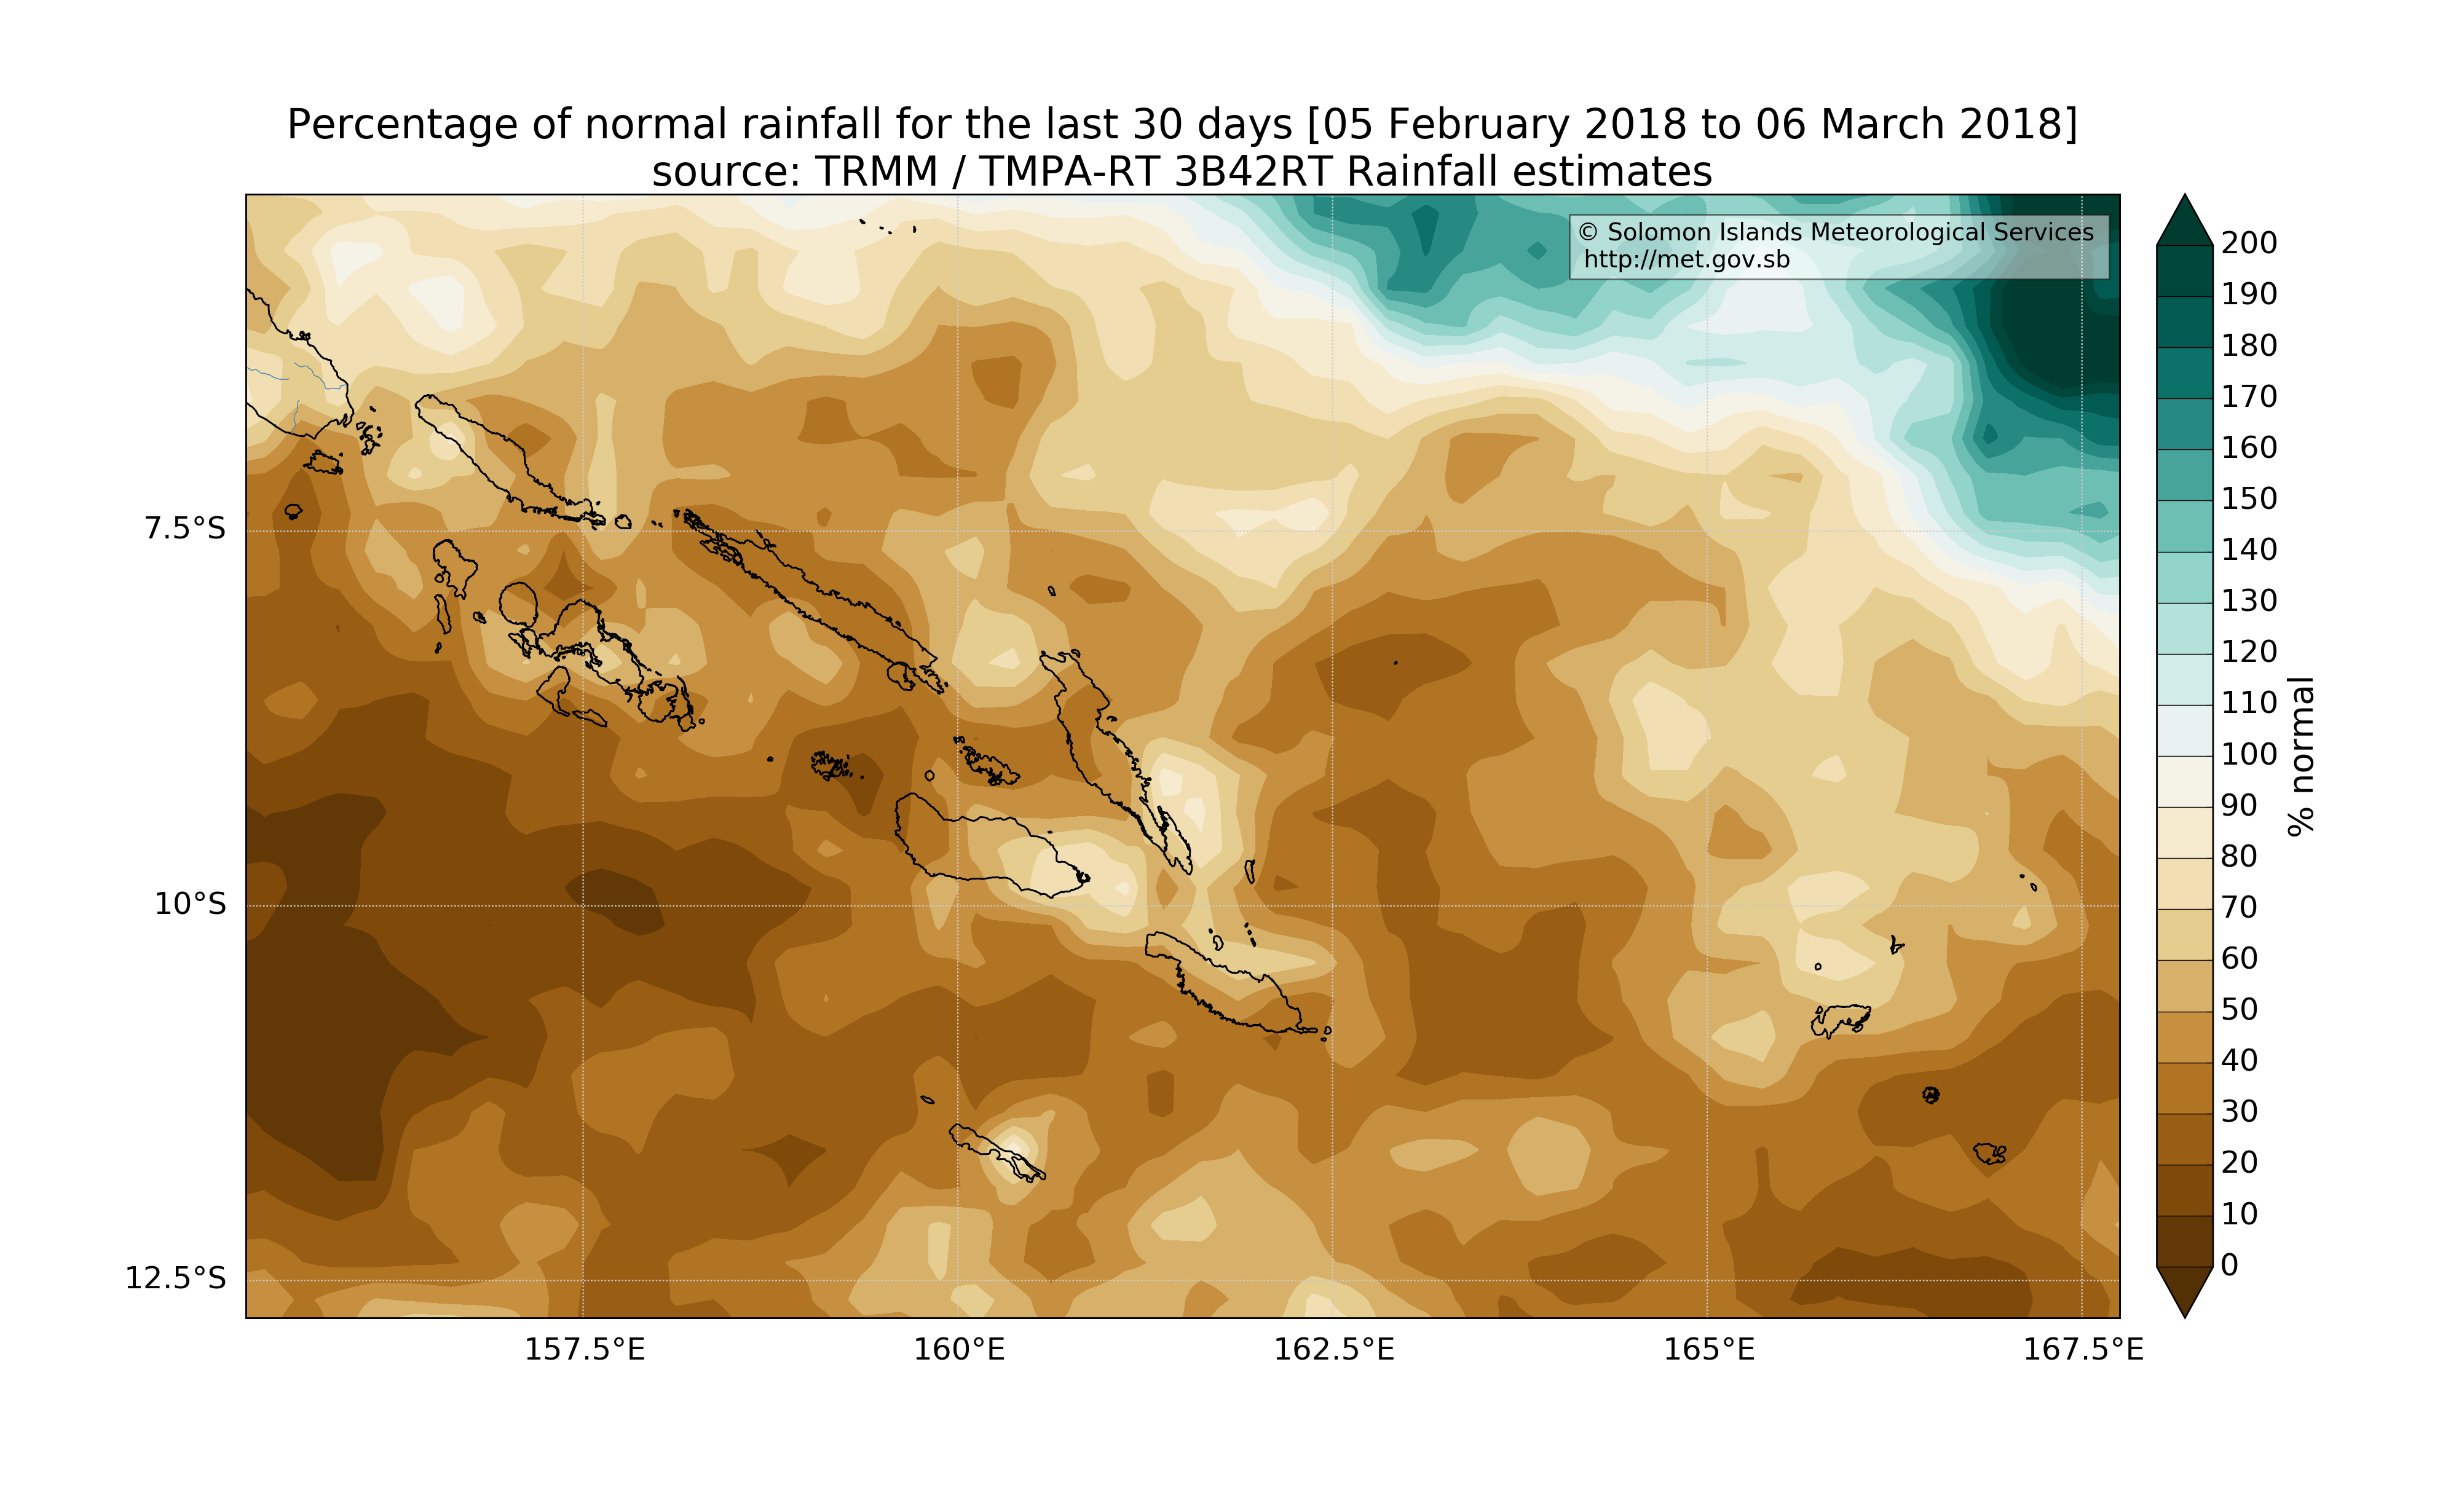 Percentage of normal rainfall for the last 30 days [05 February 2018 to 06 March 2018]
source: TRMM / TMPA-RT 3B42RT Rainfall estimates
© Solomon Islands Meteorological Services
http://met.gov.sb
7.5°S
10°S
12.5°S
157.5°E
160°E
162.5°E
165°E
167.5°E
200
190
180
170
160
150
140
130
120
110
100
90
80
70
60
50
40
30
20
10
0
% normal